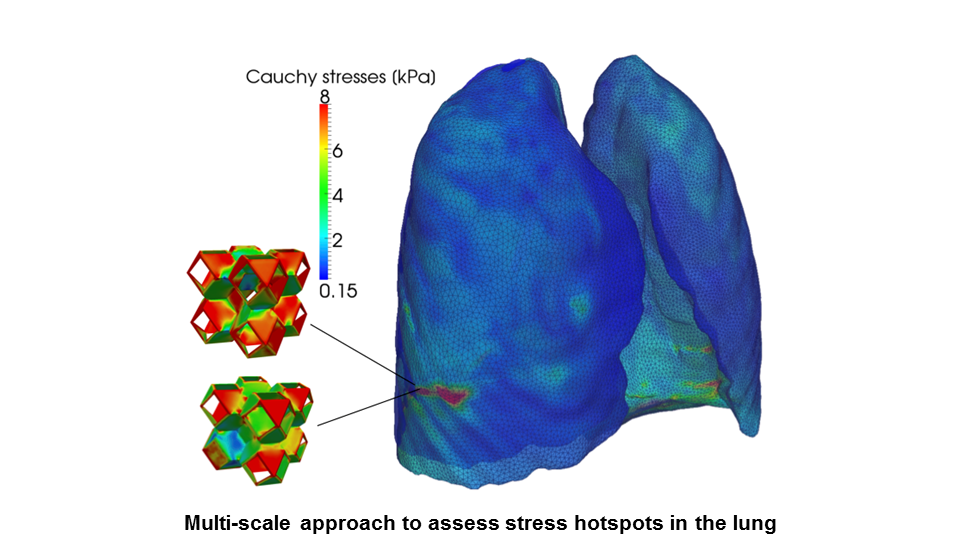 Cauchy stresses (kPa)
8
6
4
2
0.15
Multi-scale approach to assess stress hotspots in the lung